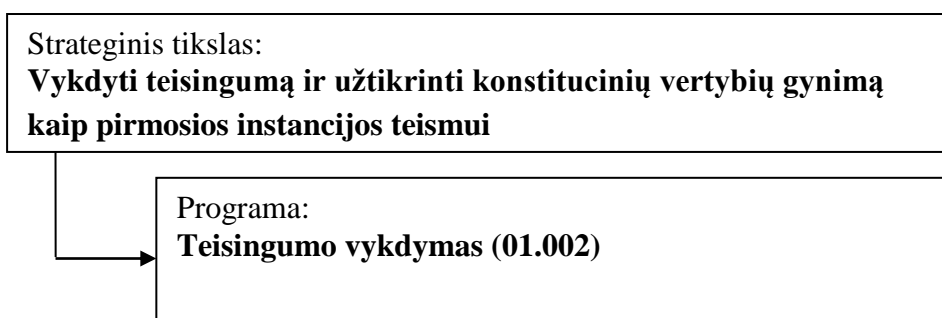 Strateginis tikslas:
Vykdyti teisingumą ir užtikrinti konstitucinių vertybių gynimą
kaip pirmosios instancijos teismui
Programa:
Teisingumo vykdymas (01.002)